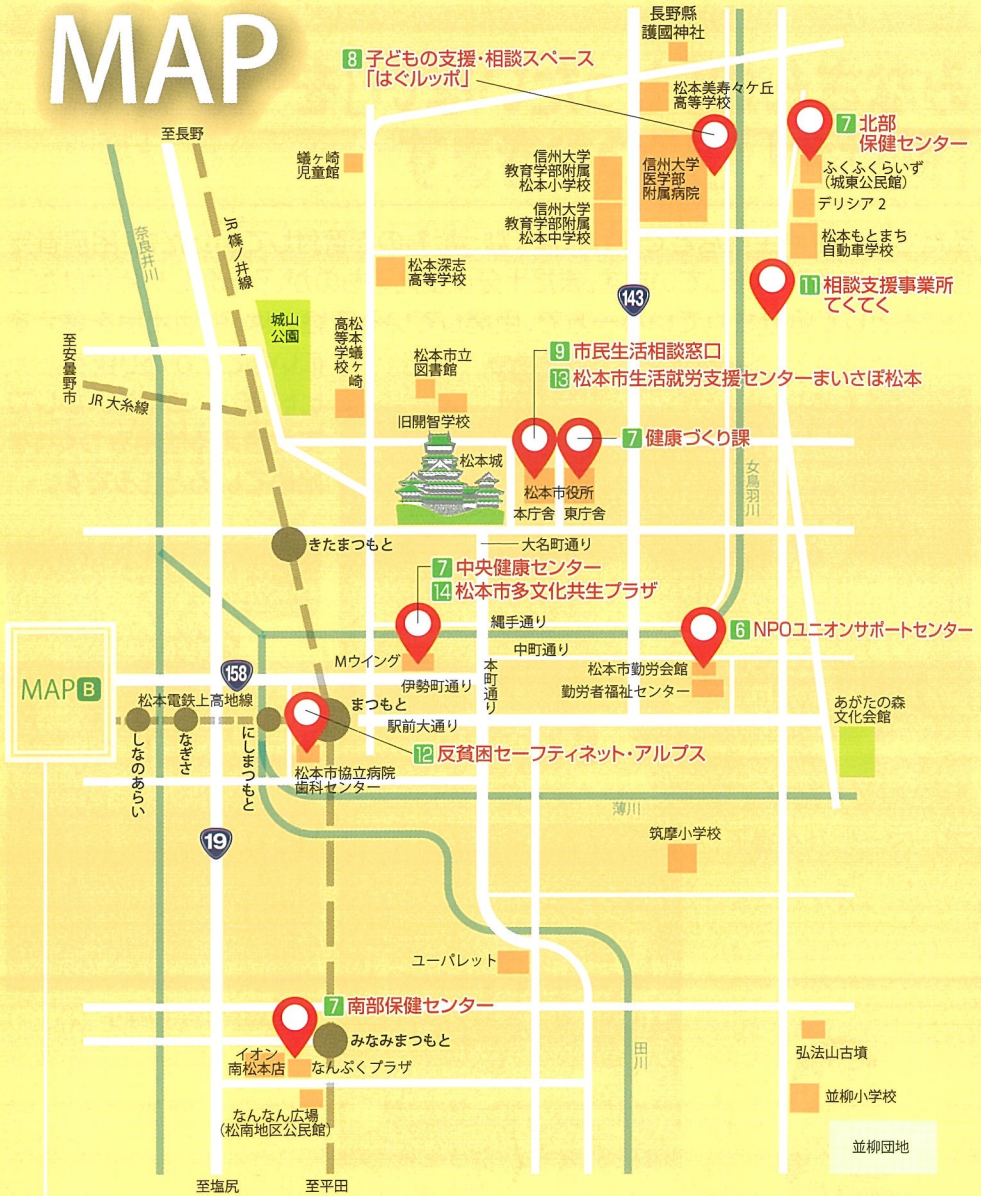 MAP
長野縣
護國神社
8 子どもの支援・相談スペース
「はぐルッポ」
松本美寿々ケ丘
高等学校
至長野
7 北部
保健センター
蟻ヶ崎
児童館
信州大学
教育学部附属
松本小学校
信州大学
医学部
附属病院
ふくふくらいず
(城東公民館)
デリシア 2
信州大学
教育学部附属
松本中学校
松本もとまち
自動車学校
奈良井川
JR 篠ノ井線
松本深志
高等学校
11 相談支援事業所
てくてく
143
城山
公園
至安曇野市
JR 大糸線
松本蟻ヶ崎
高等学校
松本市立
図書館
9 市民生活相談窓口
13 松本市生活就労支援センターまいさぽ松本
旧開智学校
7 健康づくり課
松本城
松本市役所
本庁舎 東庁舎
女鳥羽川
きたまつもと
大名町通り
7 中央健康センター
14 松本市多文化共生プラザ
縄手通り
6 NPOユニオンサポートセンター
中町通り
Mウイング
松本市勤労会館
勤労者福祉センター
本町通り
伊勢町通り
158
MAP B
松本電鉄上高地線
まつもと
駅前大通り
あがたの森
文化会館
しなのあらい
なぎさ
にしまつもと
12 反貧困セーフティネット・アルプス
松本市協立病院
歯科センター
薄川
19
筑摩小学校
ユーパレット
7 南部保健センター
みなみまつもと
イオン
南松本店
なんぷくプラザ
田川
弘法山古墳
なんなん広場
(松南地区公民館)
並柳小学校
並柳団地
至塩尻
至平田